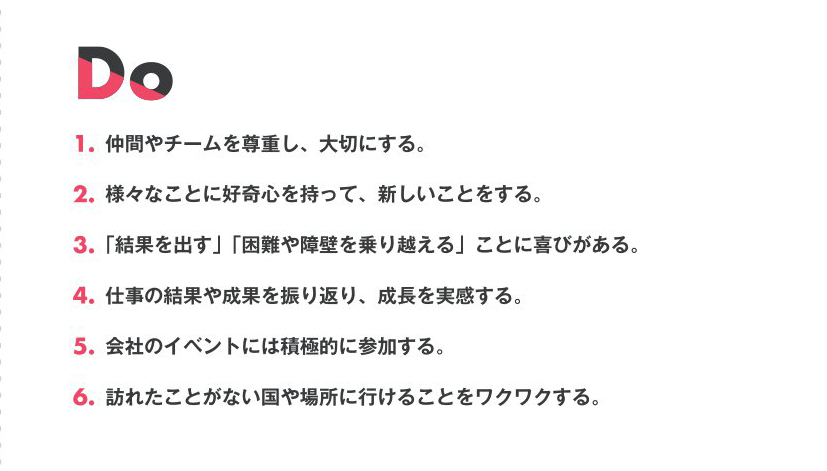 Do
1. 仲間やチームを尊重し、大切にする。
2. 様々なことに好奇心を持って、新しいことをする。
3.「結果を出す」「困難や障壁を乗り越える」ことに喜びがある。
4. 仕事の結果や成果を振り返り、成長を実感する。
5. 会社のイベントには積極的に参加する。
6. 訪れたことがない国や場所に行けることをワクワクする。